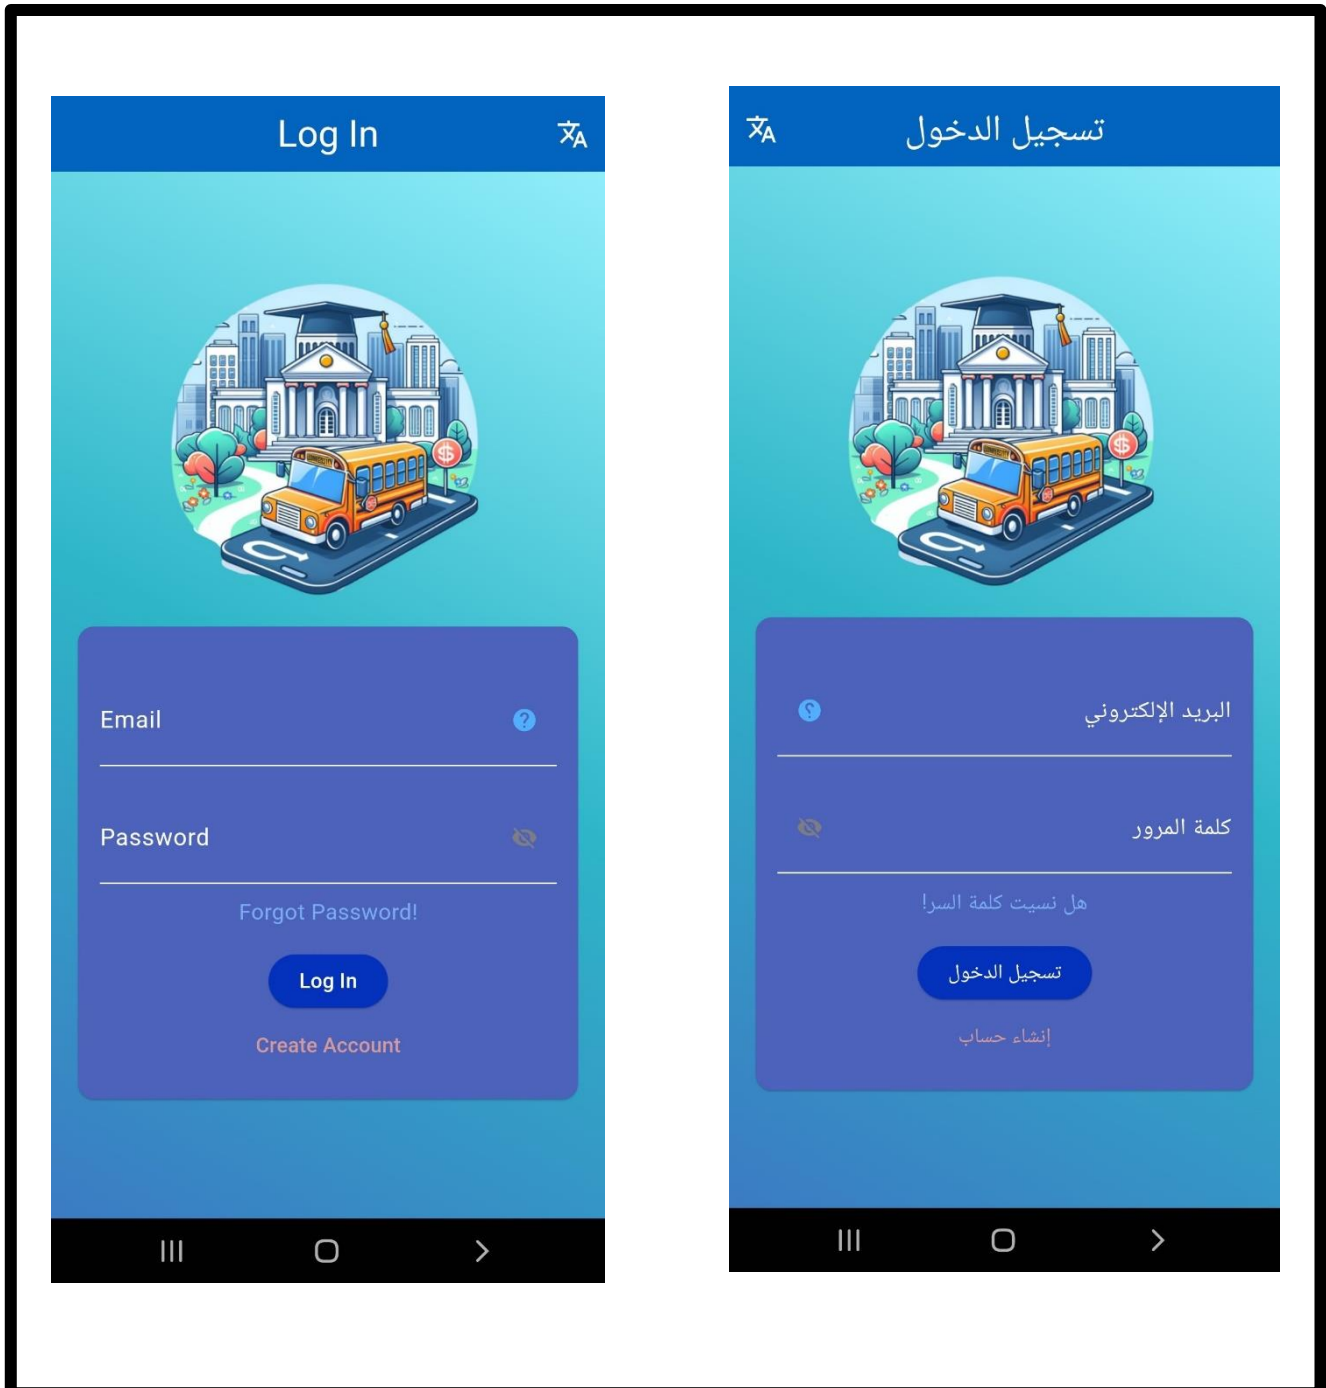 Log In
Email
Password
Forgot Password!
Log In
Create Account
تسجيل الدخول
البريد الإلكتروني
كلمة المرور
هل نسيت كلمة السر!
تسجيل الدخول
إنشاء حساب